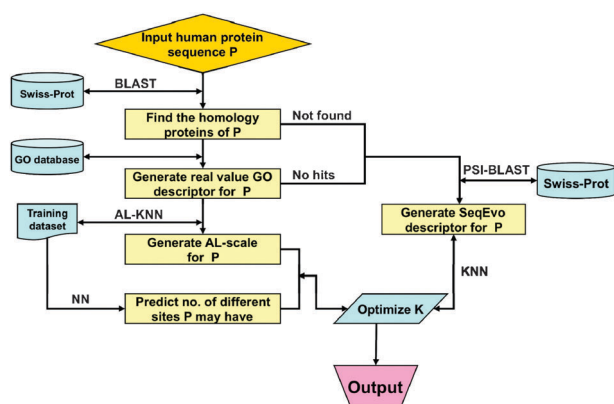 Input human protein
sequence P
BLAST
Swiss-Prot
Find the homology
proteins of P
Not found
GO database
Generate real value GO
descriptor for P
No hits
PSI-BLAST
Swiss-Prot
Training
dataset
AL-KNN
Generate SeqEvo
descriptor for P
Generate AL-scale
for P
KNN
NN
Predict no. of different
sites P may have
Optimize K
Output